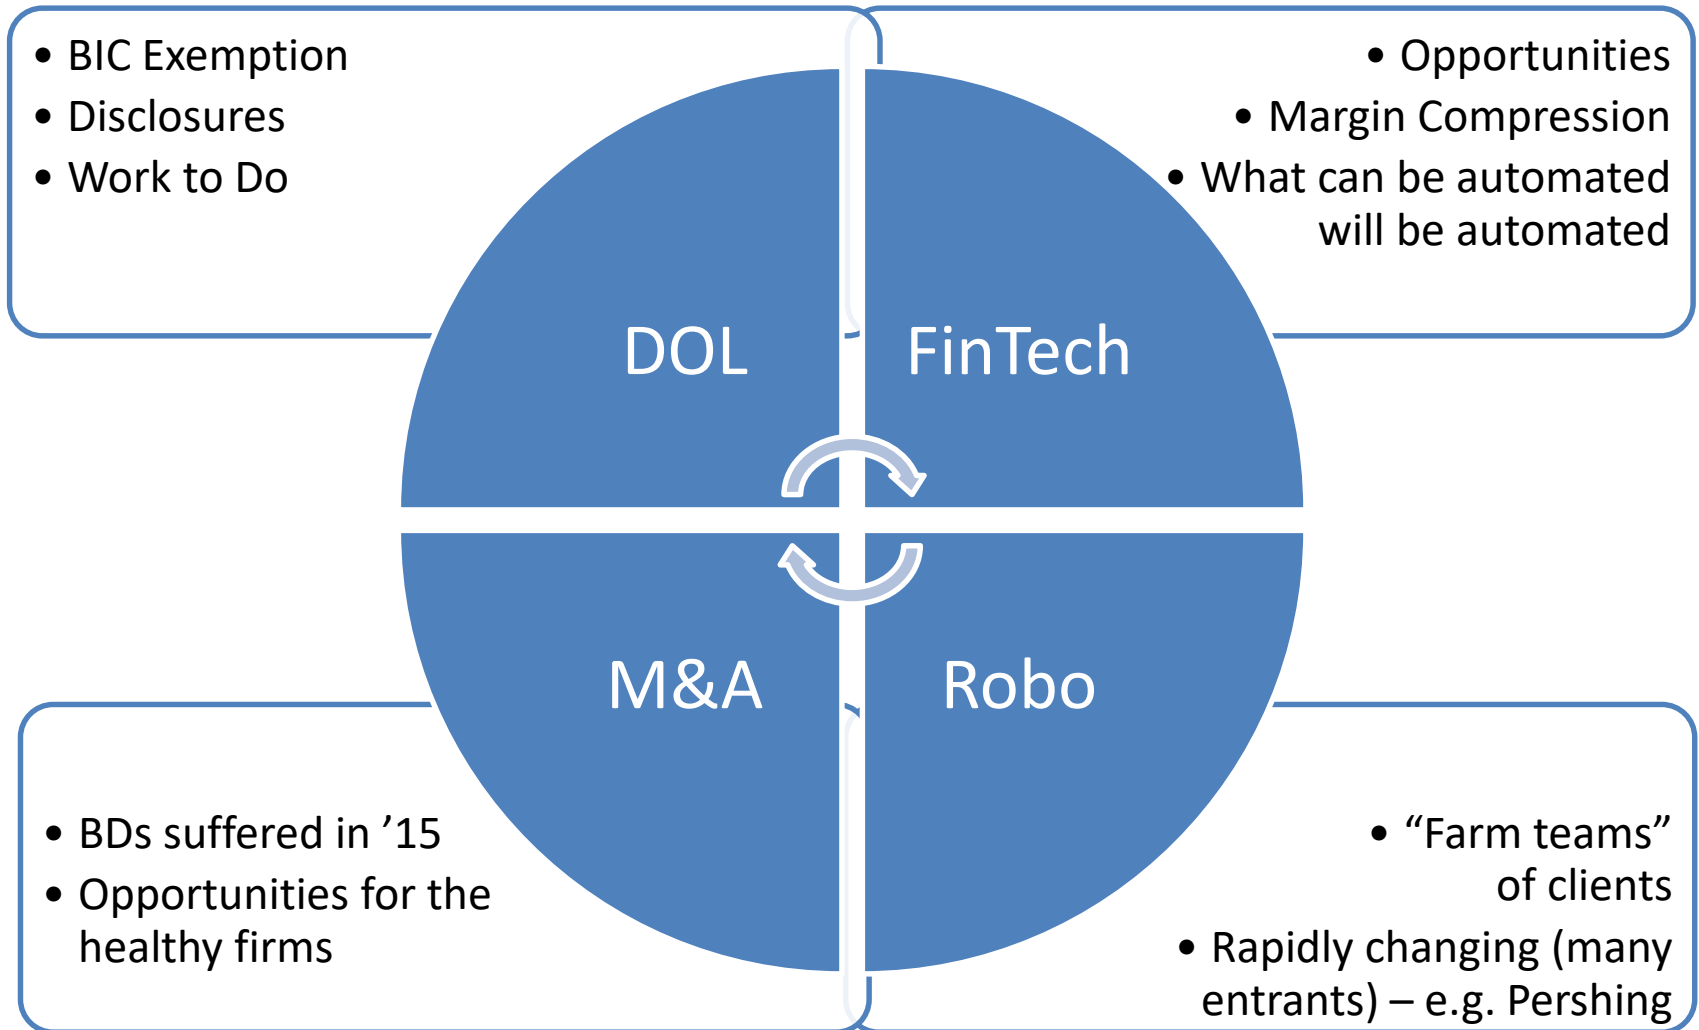 • BIC Exemption
• Disclosures
• Work to Do
• Opportunities
• Margin Compression
• What can be automated
will be automated
DOL
FinTech
M&A
Robo
• BDs suffered in ’15
• Opportunities for the
healthy firms
• “Farm teams”
of clients
• Rapidly changing (many
entrants) – e.g. Pershing